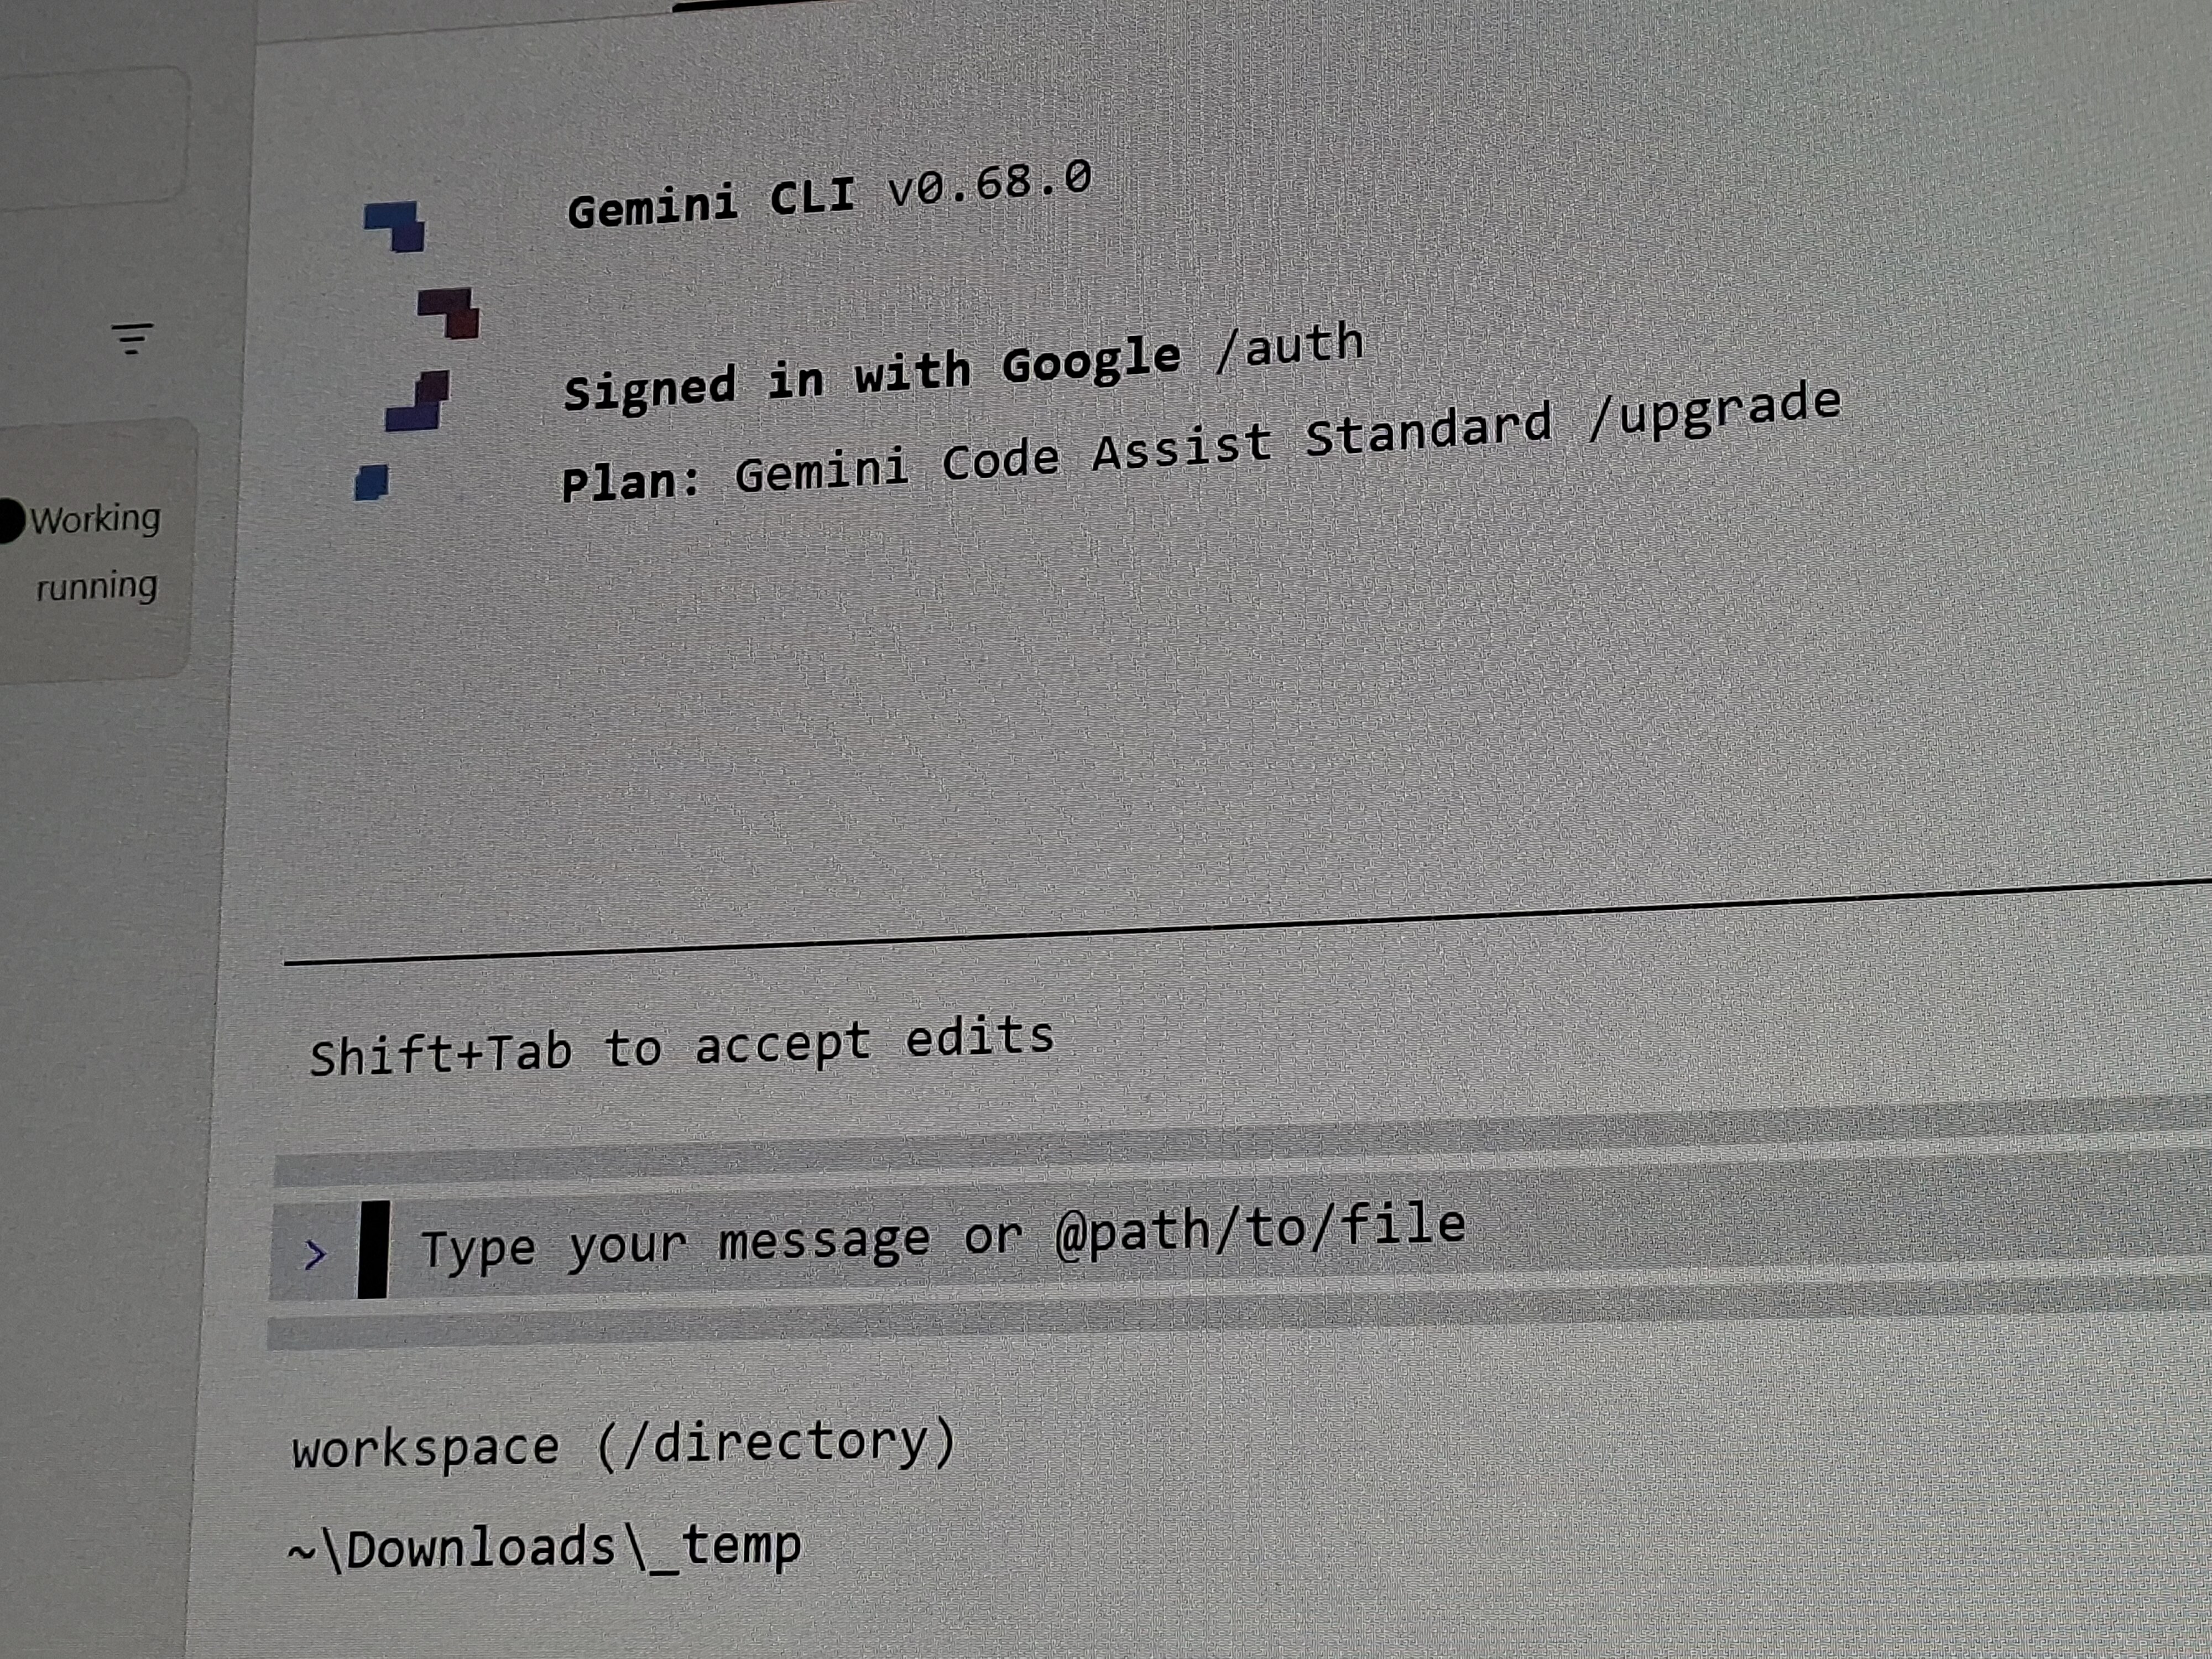 Gemini CLI v0.68.0
Signed in with Google /auth
Plan: Gemini Code Assist Standard /upgrade
Working
running
Shift+Tab to accept edits
> Type your message or @path/to/file
workspace (/directory)
~\Downloads\_temp